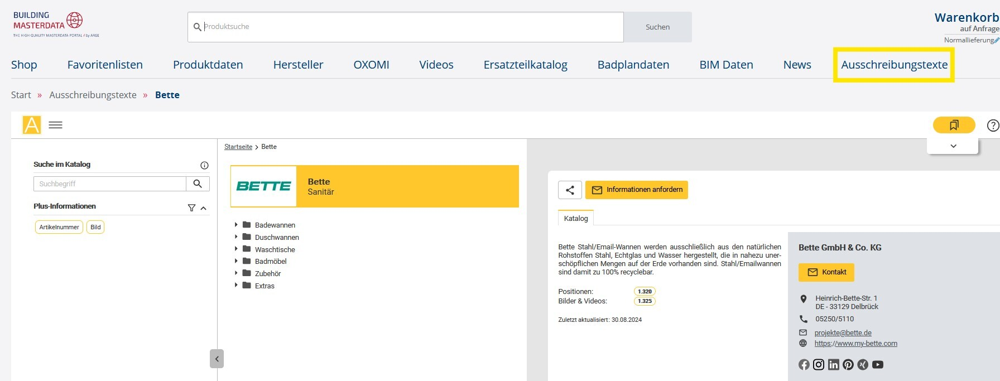 BUILDING
MASTERDATA
THE HIGH QUALITY MASTERDATA PORTAL / by ARGE
Produktsuche
Suchen
Warenkorb
auf Anfrage
Normallieferung
Shop Favoritenlisten Produktdaten Hersteller OXOMI Videos Ersatzteilkatalog Badplandaten BIM Daten News Ausschreibungstexte
Start » Ausschreibungstexte » Bette
A
Suche im Katalog
Suchbegriff
Plus-Informationen
Artikelnummer Bild
Startseite > Bette
BETTE
Bette
Sanitär
Badewannen
Duschwannen
Waschtische
Badmöbel
Zubehör
Extras
Informationen anfordern
Katalog
Bette Stahl/Email-Wannen werden ausschließlich aus den natürlichen
Rohstoffen Stahl, Echtglas und Wasser hergestellt, die in nahezu uner-
schöpflichen Mengen auf der Erde vorhanden sind. Stahl/Emailwannen
sind damit zu 100% recyclebar.
Positionen: 1.320
Bilder & Videos: 1.325
Zuletzt aktualisiert: 30.08.2024
Bette GmbH & Co. KG
Kontakt
Heinrich-Bette-Str. 1
DE - 33129 Delbrück
05250/5110
projekte@bette.de
https://www.my-bette.com